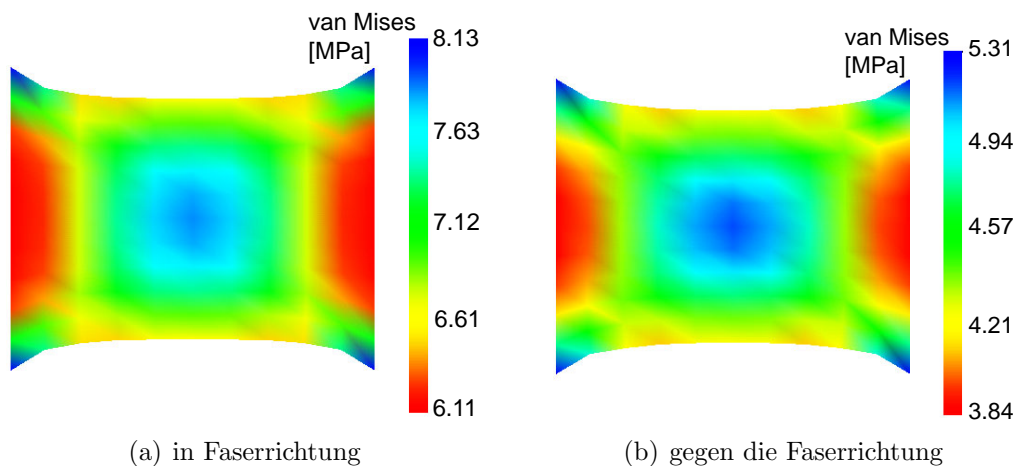 van Mises
[MPa]
8.13
7.63
7.12
6.61
6.11
van Mises
[MPa]
5.31
4.94
4.57
4.21
3.84
(a) in Faserrichtung
(b) gegen die Faserrichtung